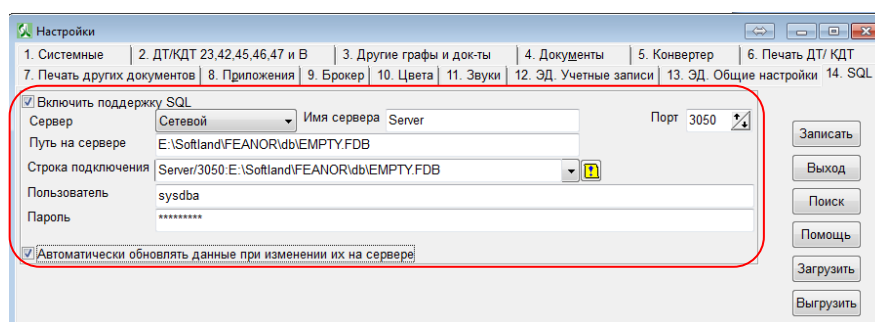 Настройки
1. Системные 2. ДТ/КДТ 23,42,45,46,47 и В 3. Другие графы и док-ты 4. Документы 5. Конвертер 6. Печать ДТ/ КДТ
7. Печать других документов 8. Приложения 9. Брокер 10. Цвета 11. Звуки 12. ЭД. Учетные записи 13. ЭД. Общие настройки 14. SQL
Включить поддержку SQL
Сервер Сетевой Имя сервера Server Порт 3050
Путь на сервере E:\Softland\FEANOR\db\EMPTY.FDB
Строка подключения Server/3050:E:\Softland\FEANOR\db\EMPTY.FDB
Пользователь sysdba
Пароль *********
Автоматически обновлять данные при изменении их на сервере
Записать
Выход
Поиск
Помощь
Загрузить
Выгрузить